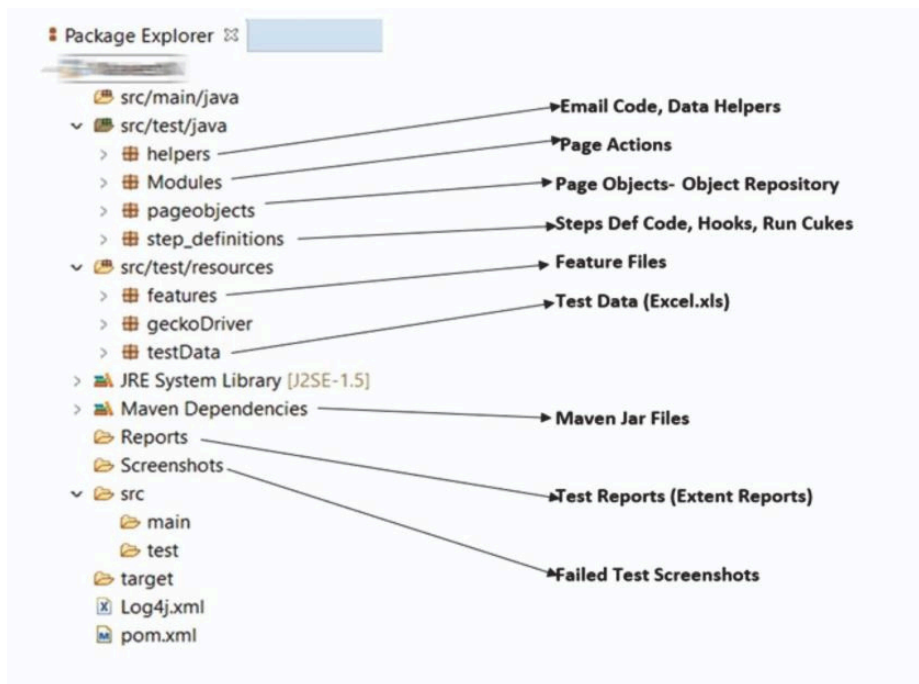 Package Explorer
src/main/java
src/test/java
Email Code, Data Helpers
helpers
Page Actions
Modules
Page Objects- Object Repository
pageobjects
Steps Def Code, Hooks, Run Cukes
step_definitions
src/test/resources
Feature Files
features
Test Data (Excel.xls)
geckoDriver
testData
JRE System Library [J2SE-1.5]
Maven Dependencies
Maven Jar Files
Reports
Screenshots
src
Test Reports (Extent Reports)
main
test
target
Failed Test Screenshots
Log4j.xml
pom.xml